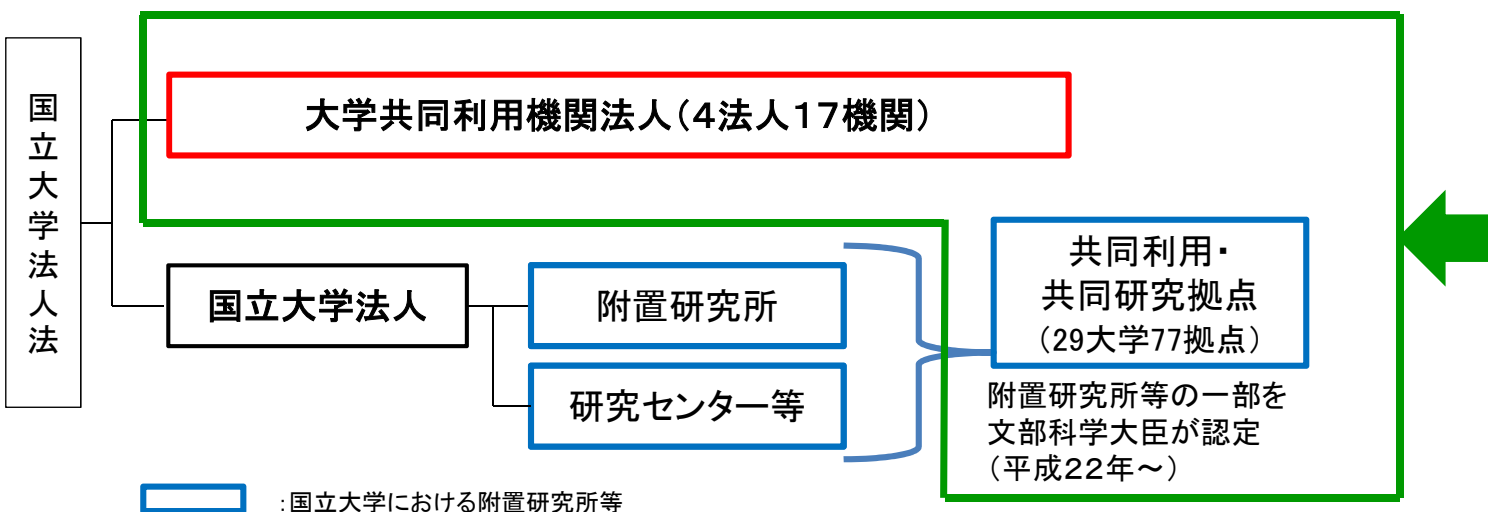 国立大学法人法
大学共同利用機関法人(４法人１７機関)
国立大学法人
附置研究所
研究センター等
共同利用・
共同研究拠点
(29大学77拠点)
附置研究所等の一部を
文部科学大臣が認定
(平成２２年～)
:国立大学における附置研究所等